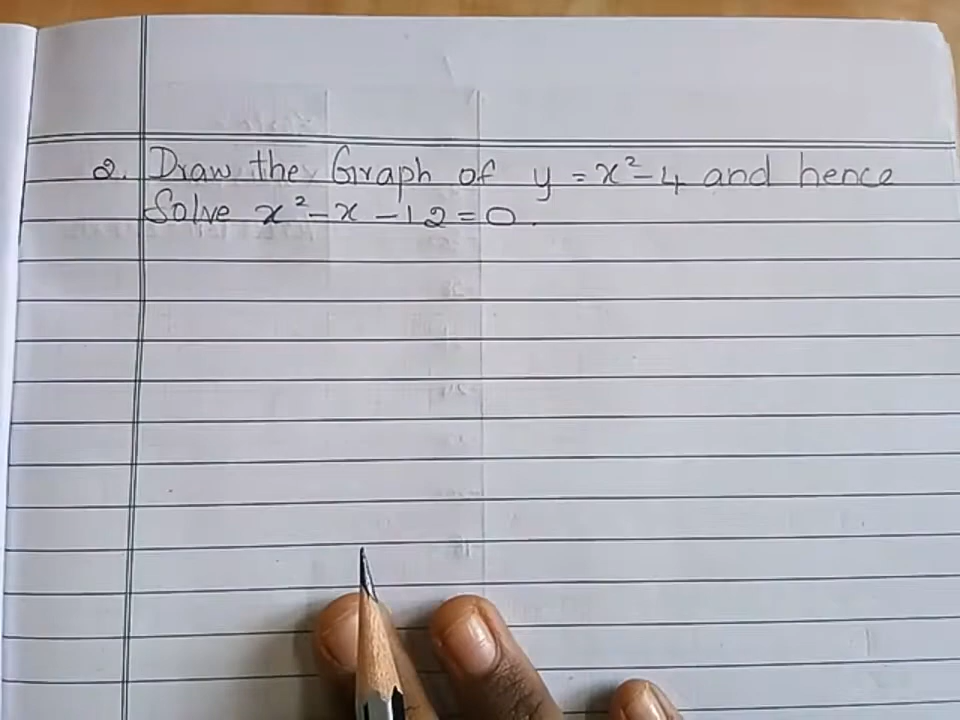 2. Draw the Graph of y = x² - 4 and hence
Solve x² - x - 12 = 0.